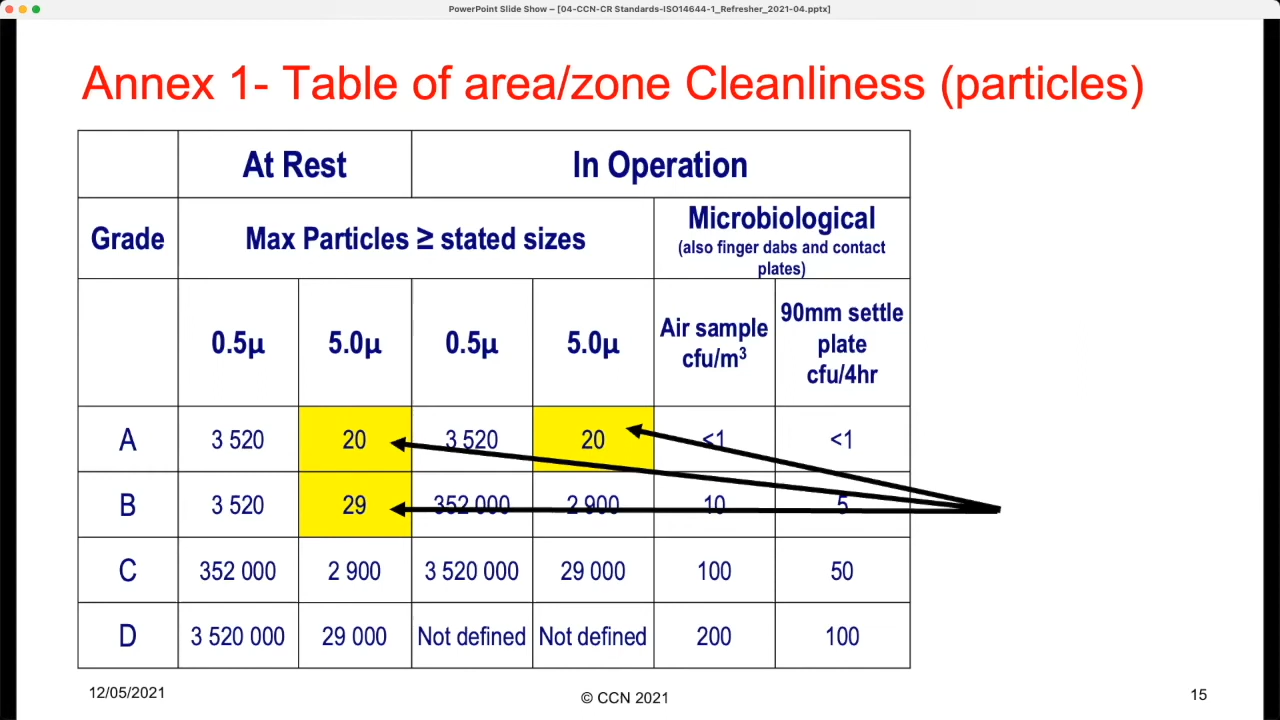 PowerPoint Slide Show – [04-CCN-CR Standards-ISO14644-1_Refresher_2021-04.pptx]
Annex 1- Table of area/zone Cleanliness (particles)
At Rest In Operation
Grade Max Particles ≥ stated sizes Microbiological
(also finger dabs and contact
plates)
0.5µ 5.0µ 0.5µ 5.0µ Air sample
cfu/m³
90mm settle
plate
cfu/4hr
A 3 520 20 3 520 20 <1 <1
B 3 520 29 352 000 2 900 10 5
C 352 000 2 900 3 520 000 29 000 100 50
D 3 520 000 29 000 Not defined Not defined 200 100
12/05/2021
© CCN 2021
15